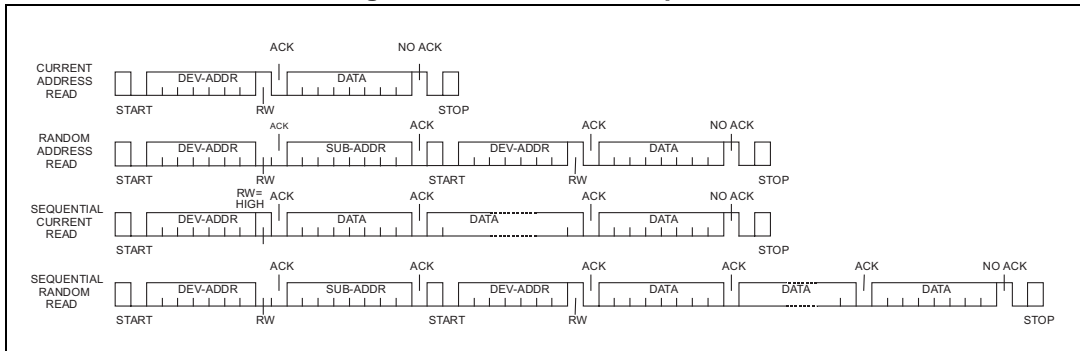 ACK NO ACK
CURRENT
ADDRESS
READ
DEV-ADDR DATA
START RW STOP
ACK ACK ACK NO ACK
RANDOM
ADDRESS
READ
DEV-ADDR SUB-ADDR DEV-ADDR DATA
START RW START RW STOP
RW=
HIGH
ACK ACK ACK NO ACK
SEQUENTIAL
CURRENT
READ
DEV-ADDR DATA DATA DATA
START STOP
ACK ACK ACK ACK ACK NO ACK
SEQUENTIAL
RANDOM
READ
DEV-ADDR SUB-ADDR DEV-ADDR DATA DATA DATA
START RW START RW STOP